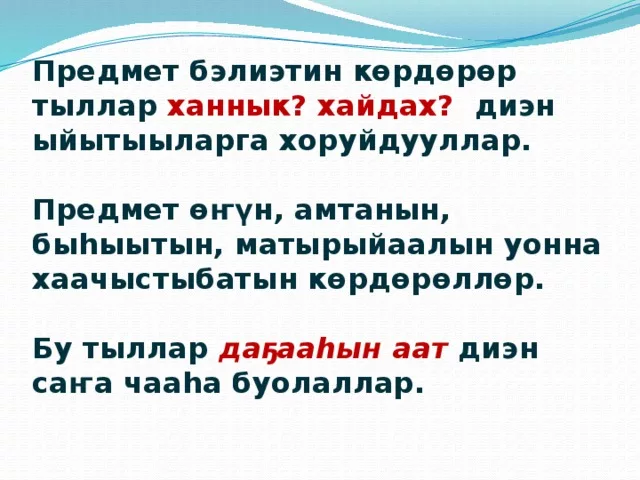 Предмет бэлиэтин көрдөрөр
тыллар ханнык? хайдах? диэн
ыйытыыларга хоруйдууллар.
Предмет өҥүн, амтанын,
быһыытын, матырыйаалын уонна
хаачыстыбатын көрдөрөллөр.
Бу тыллар даҕааһын аат диэн
саҥа чааһа буолаллар.